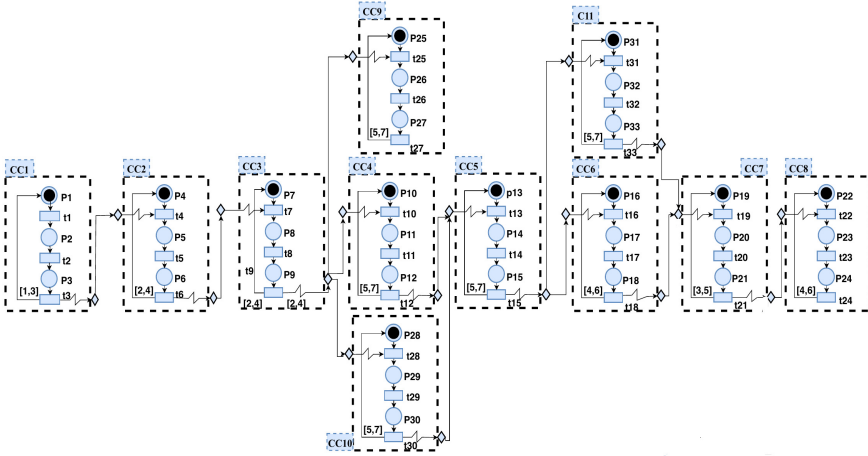 CC9
P25
t25
P26
t26
P27
[5,7]
t27
C11
P31
t31
P32
t32
P33
[5,7]
t33
CC1
P1
t1
P2
t2
P3
[1,3]
t3
CC2
P4
t4
P5
t5
P6
[2,4]
t6
CC3
P7
t7
P8
t8
t9
P9
[2,4]
[2,4]
CC4
P10
t10
P11
t11
P12
[5,7]
t12
CC5
p13
t13
P14
t14
P15
[5,7]
t15
CC6
P16
t16
P17
t17
P18
[4,6]
t18
CC7
P19
t19
P20
t20
P21
[3,5]
t21
CC8
P22
t22
P23
t23
P24
[4,6]
t24
P28
t28
P29
t29
P30
[5,7]
t30
CC10